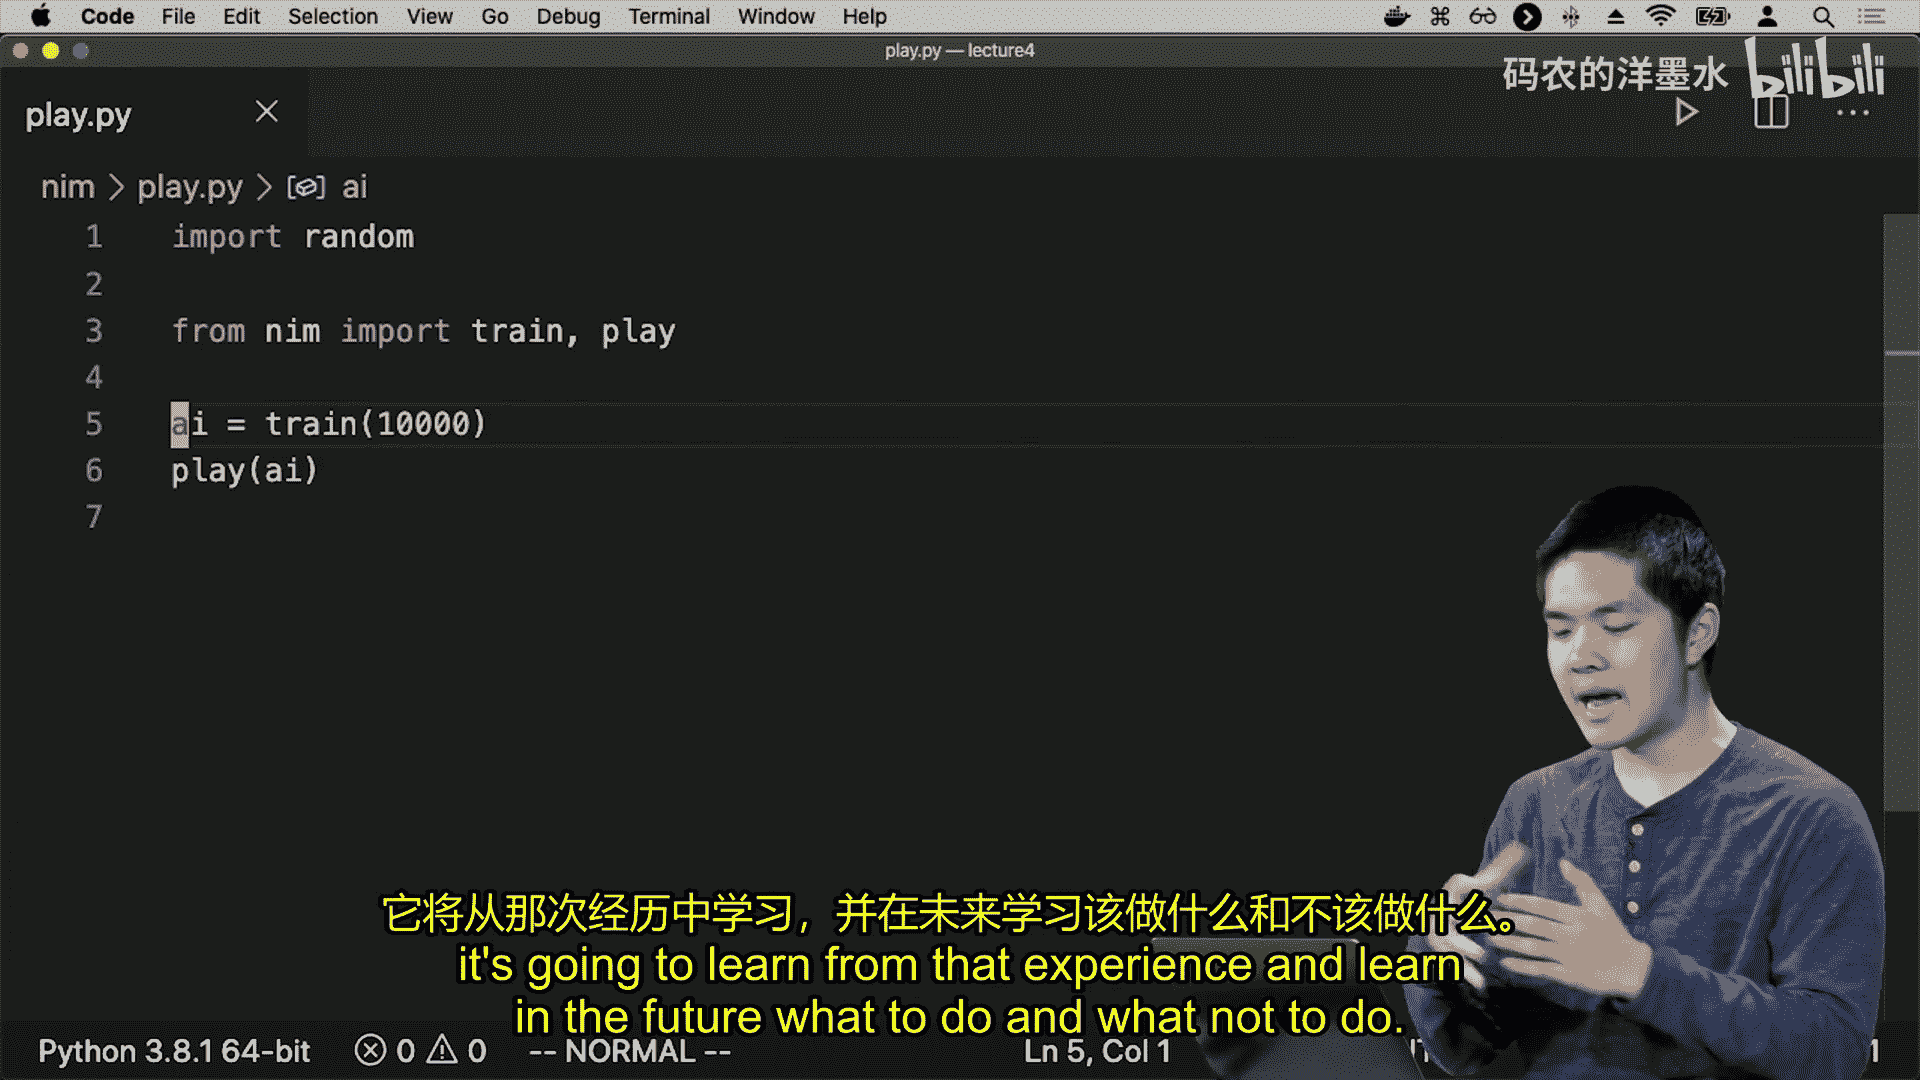 Code File Edit Selection View Go Debug Terminal Window Help
play.py — lecture4
码农的洋墨水 bilibili
play.py
nim > play.py > ai
1 import random
2
3 from nim import train, play
4
5 ai = train(10000)
6 play(ai)
7
它将从那次经历中学习，并在未来学习该做什么和不该做什么。
it's going to learn from that experience and learn
in the future what to do and what not to do.
Python 3.8.1 64-bit 0 0 -- NORMAL -- Ln 5, Col 1